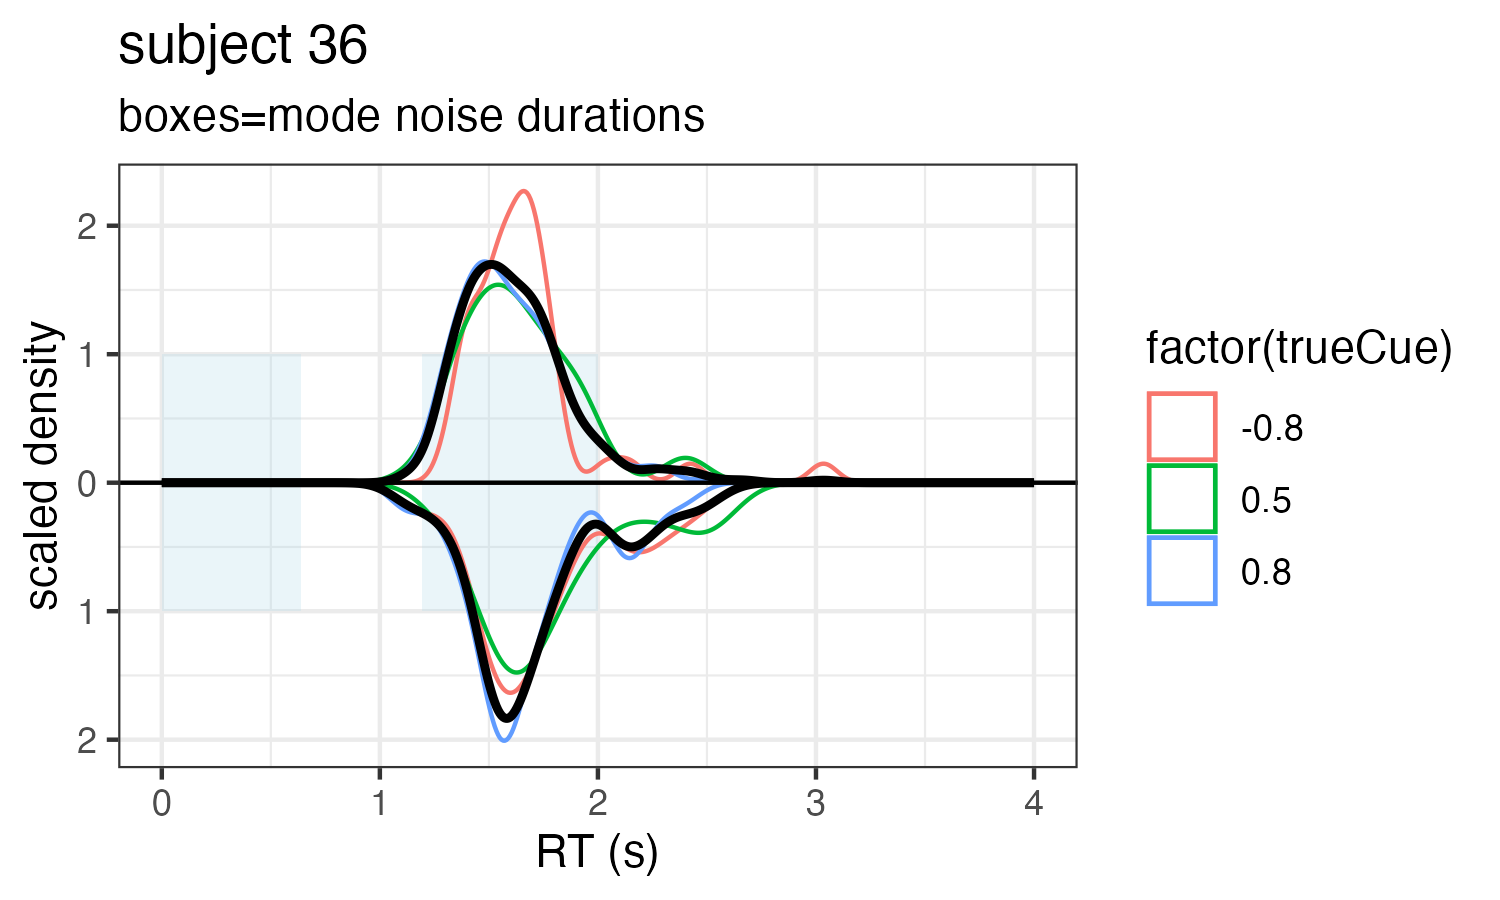 subject 36
boxes=mode noise durations
scaled density
2
1
0
1
2
0 1 2 3 4
RT (s)
factor(trueCue)
-0.8
0.5
0.8